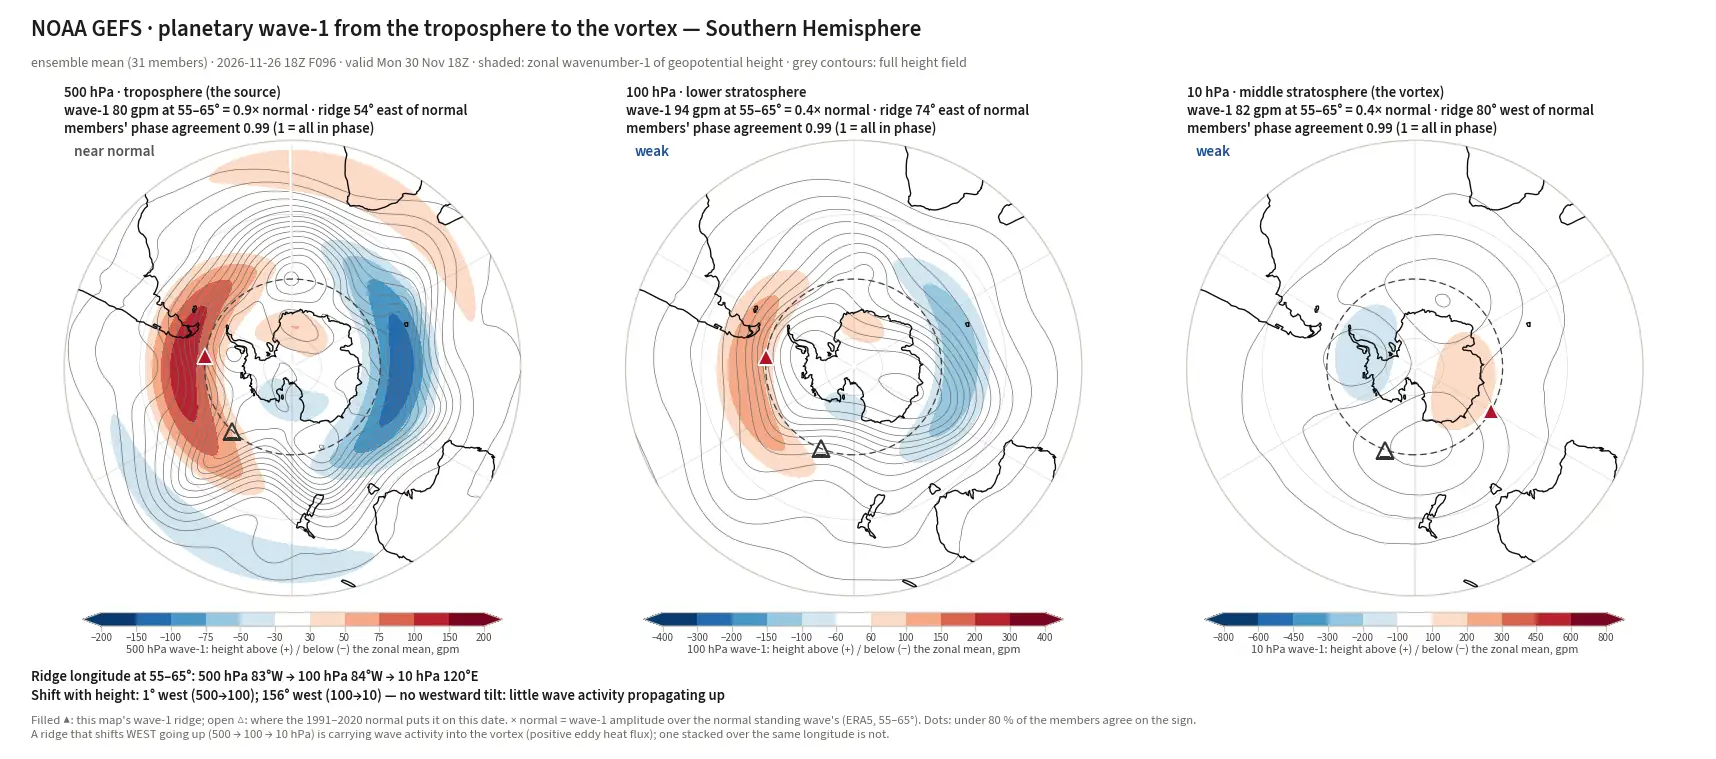 NOAA GEFS · planetary wave-1 from the troposphere to the vortex — Southern Hemisphere
ensemble mean (31 members) · 2026-11-26 18Z F096 · valid Mon 30 Nov 18Z · shaded: zonal wavenumber-1 of geopotential height · grey contours: full height field
500 hPa · troposphere (the source)
wave-1 80 gpm at 55–65° = 0.9× normal · ridge 54° east of normal
members' phase agreement 0.99 (1 = all in phase)
near normal
100 hPa · lower stratosphere
wave-1 94 gpm at 55–65° = 0.4× normal · ridge 74° east of normal
members' phase agreement 0.99 (1 = all in phase)
weak
10 hPa · middle stratosphere (the vortex)
wave-1 82 gpm at 55–65° = 0.4× normal · ridge 80° west of normal
members' phase agreement 0.99 (1 = all in phase)
weak
−200 −150 −100 −75 −50 −30 30 50 75 100 150 200
500 hPa wave-1: height above (+) / below (−) the zonal mean, gpm
−400 −300 −200 −150 −100 −60 60 100 150 200 300 400
100 hPa wave-1: height above (+) / below (−) the zonal mean, gpm
−800 −600 −450 −300 −200 −100 100 200 300 450 600 800
10 hPa wave-1: height above (+) / below (−) the zonal mean, gpm
Ridge longitude at 55–65°: 500 hPa 83°W → 100 hPa 84°W → 10 hPa 120°E
Shift with height: 1° west (500→100); 156° west (100→10) — no westward tilt: little wave activity propagating up
Filled ▲: this map's wave-1 ridge; open △: where the 1991–2020 normal puts it on this date. × normal = wave-1 amplitude over the normal standing wave's (ERA5, 55–65°). Dots: under 80 % of the members agree on the sign.
A ridge that shifts WEST going up (500 → 100 → 10 hPa) is carrying wave activity into the vortex (positive eddy heat flux); one stacked over the same longitude is not.